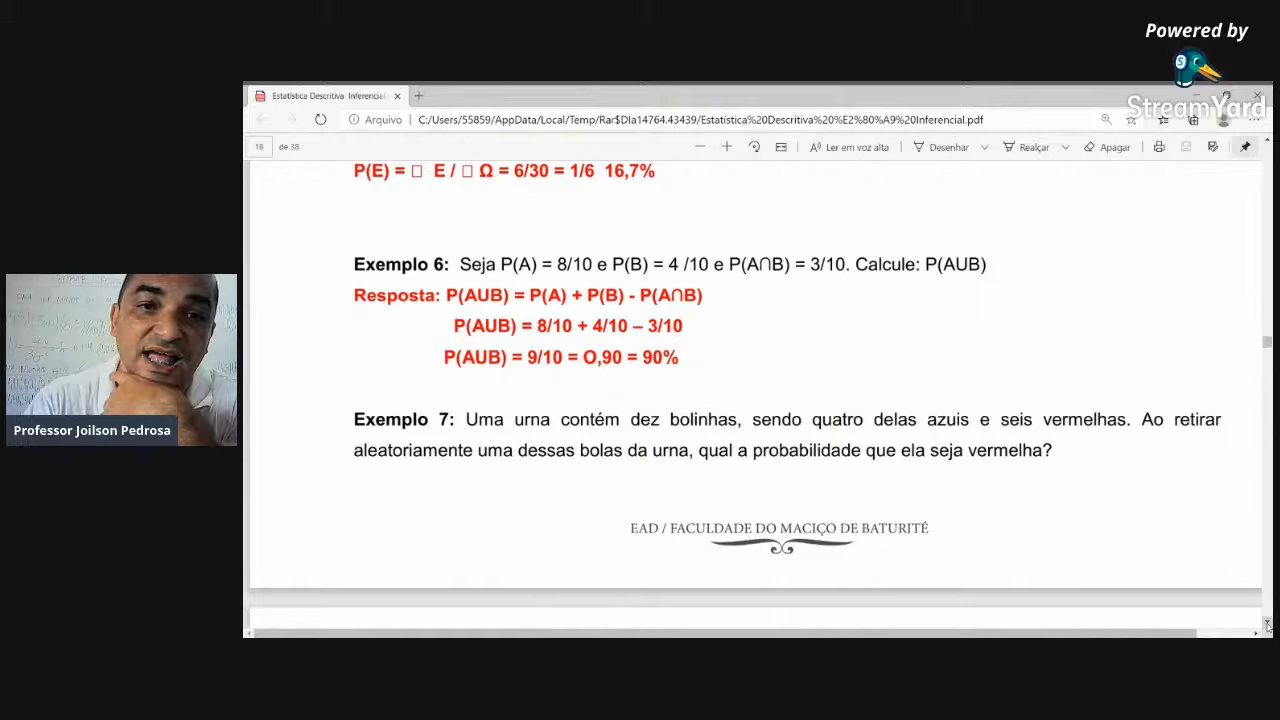 Powered by
StreamYard
Estatística Descritiva Inferencial.
Arquivo
C:/Users/55859/AppData/Local/Temp/Rar$DIa14764.43439/Estatística%20Descritiva%20%E2%80%A9Inferencial.pdf
16 de 38
Ler em voz alta
Desenhar
Realçar
Apagar
P(E) = □ E / □ Ω = 6/30 = 1/6 16,7%
Exemplo 6: Seja P(A) = 8/10 e P(B) = 4 /10 e P(A∩B) = 3/10. Calcule: P(AUB)
Resposta: P(AUB) = P(A) + P(B) - P(A∩B)
P(AUB) = 8/10 + 4/10 – 3/10
P(AUB) = 9/10 = O,90 = 90%
Exemplo 7: Uma urna contém dez bolinhas, sendo quatro delas azuis e seis vermelhas. Ao retirar
aleatoriamente uma dessas bolas da urna, qual a probabilidade que ela seja vermelha?
EAD / FACULDADE DO MACIÇO DE BATURITÉ
Professor Joilson Pedrosa